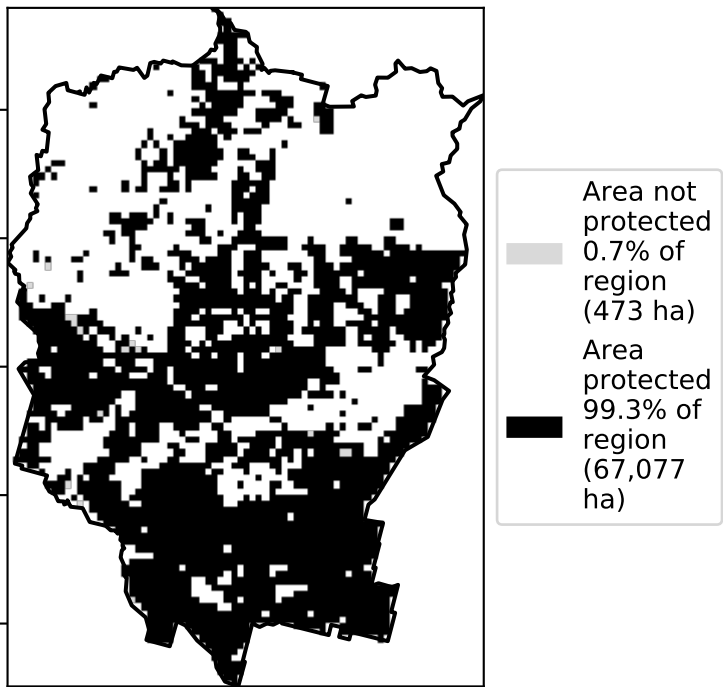 Area not
protected
0.7% of
region
(473 ha)
Area
protected
99.3% of
region
(67,077
ha)